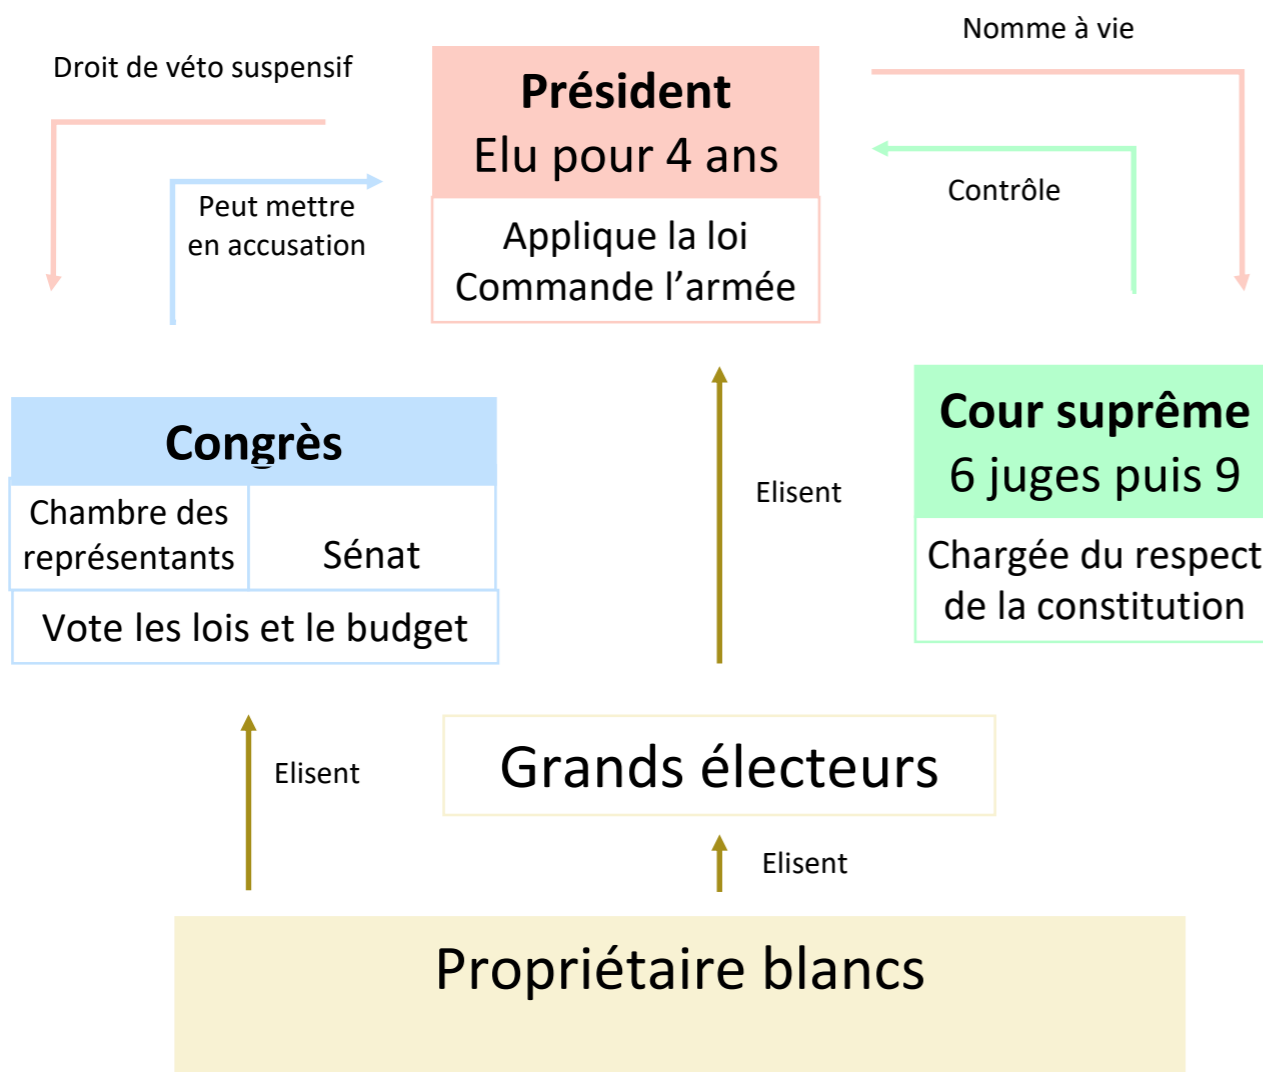 Nomme à vie
Droit de véto suspensif
Président
Elu pour 4 ans
Contrôle
Peut mettre
en accusation
Applique la loi
Commande l'armée
Congrès
Cour suprême
6 juges puis 9
Elisent
Chambre des
représentants
Sénat
Chargée du respect
de la constitution
Vote les lois et le budget
Grands électeurs
Elisent
Elisent
Propriétaire blancs